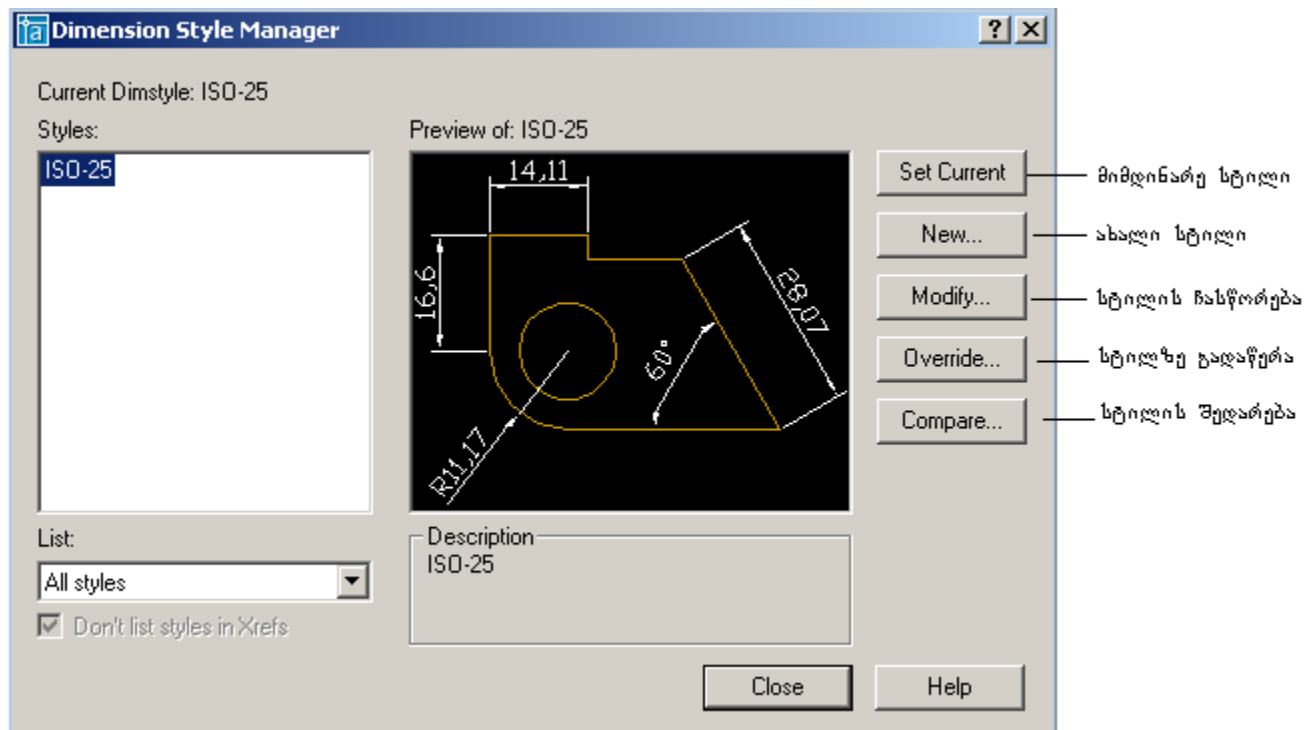 Dimension Style Manager
Current Dimstyle: ISO-25
Styles:
Preview of: ISO-25
ISO-25
14,11
16,6
28,07
60°
R11,17
Set Current
მიმდინარე სტილი
New...
ახალი სტილი
Modify...
სტილის ჩასწორება
Override...
სტილზე გადაწერა
Compare...
სტილის შედარება
List:
All styles
Don't list styles in Xrefs
Description
ISO-25
Close
Help